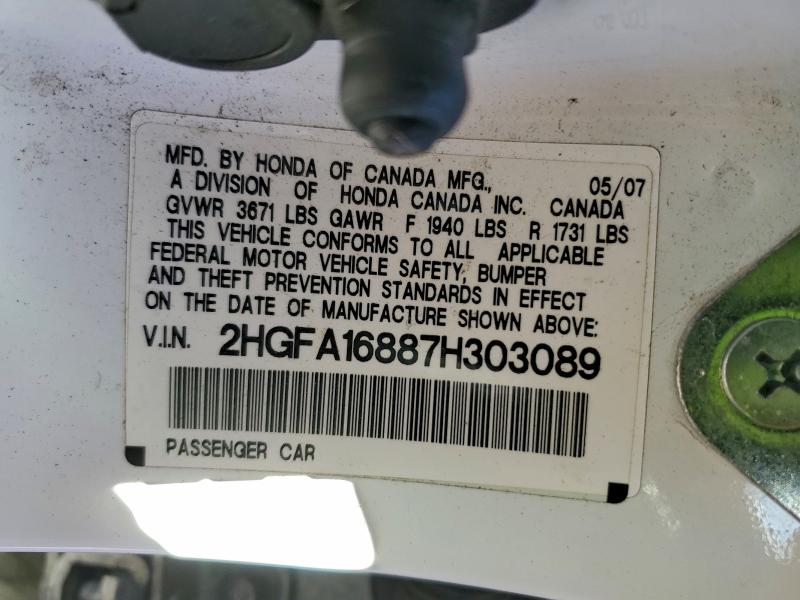 MFD. BY HONDA OF CANADA MFG., 05/07
A DIVISION OF HONDA CANADA INC. CANADA
GVWR 3671 LBS GAWR F 1940 LBS R 1731 LBS
THIS VEHICLE CONFORMS TO ALL APPLICABLE
FEDERAL MOTOR VEHICLE SAFETY, BUMPER
AND THEFT PREVENTION STANDARDS IN EFFECT
ON THE DATE OF MANUFACTURE SHOWN ABOVE:
V.I.N. 2HGFA16887H303089
PASSENGER CAR